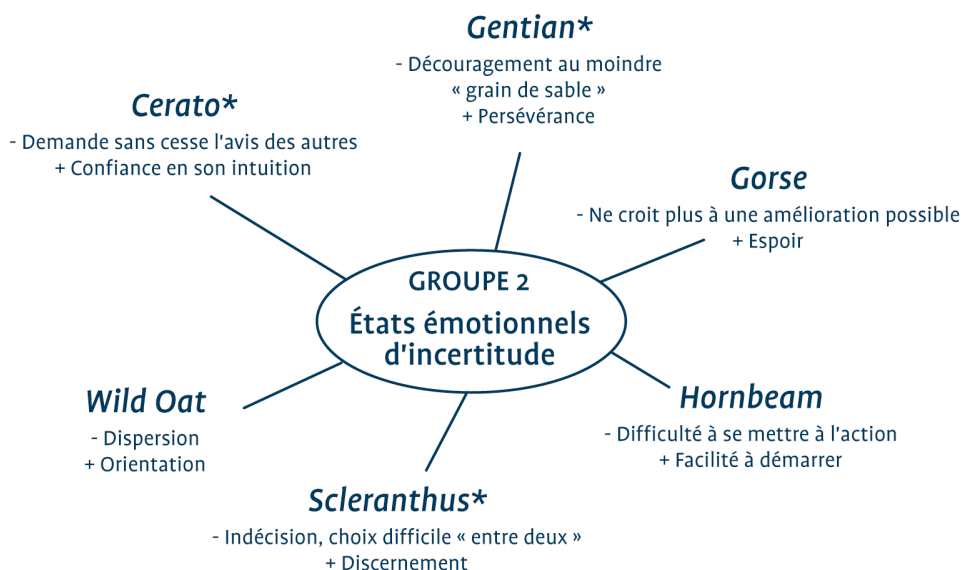 Gentian*
- Découragement au moindre
« grain de sable »
+ Persévérance
Cerato*
- Demande sans cesse l'avis des autres
+ Confiance en son intuition
Gorse
- Ne croit plus à une amélioration possible
+ Espoir
GROUPE 2
États émotionnels
d'incertitude
Wild Oat
- Dispersion
+ Orientation
Hornbeam
- Difficulté à se mettre à l'action
+ Facilité à démarrer
Scleranthus*
- Indécision, choix difficile « entre deux »
+ Discernement